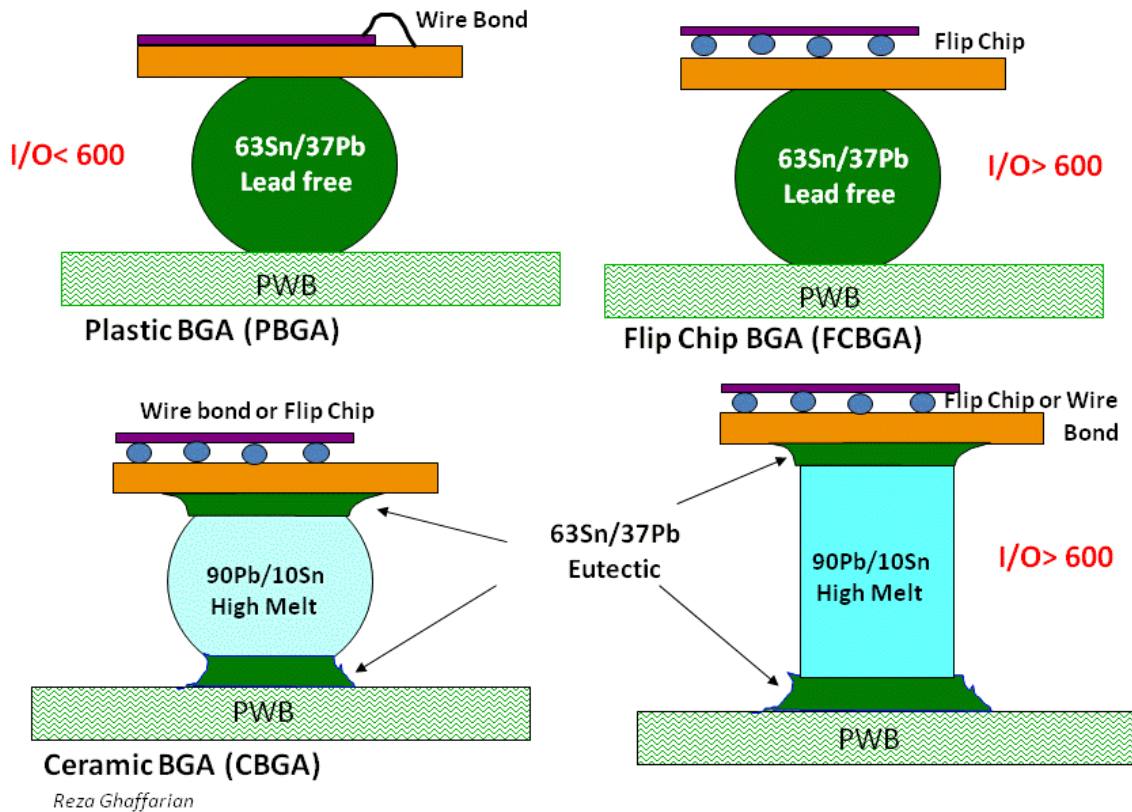 Wire Bond
I/O< 600
63Sn/37Pb
Lead free
PWB
Plastic BGA (PBGA)
Flip Chip
63Sn/37Pb
Lead free
I/O> 600
PWB
Flip Chip BGA (FCBGA)
Wire bond or Flip Chip
90Pb/10Sn
High Melt
PWB
Ceramic BGA (CBGA)
Reza Ghaffarian
63Sn/37Pb
Eutectic
Flip Chip or Wire
Bond
90Pb/10Sn
High Melt
I/O> 600
PWB